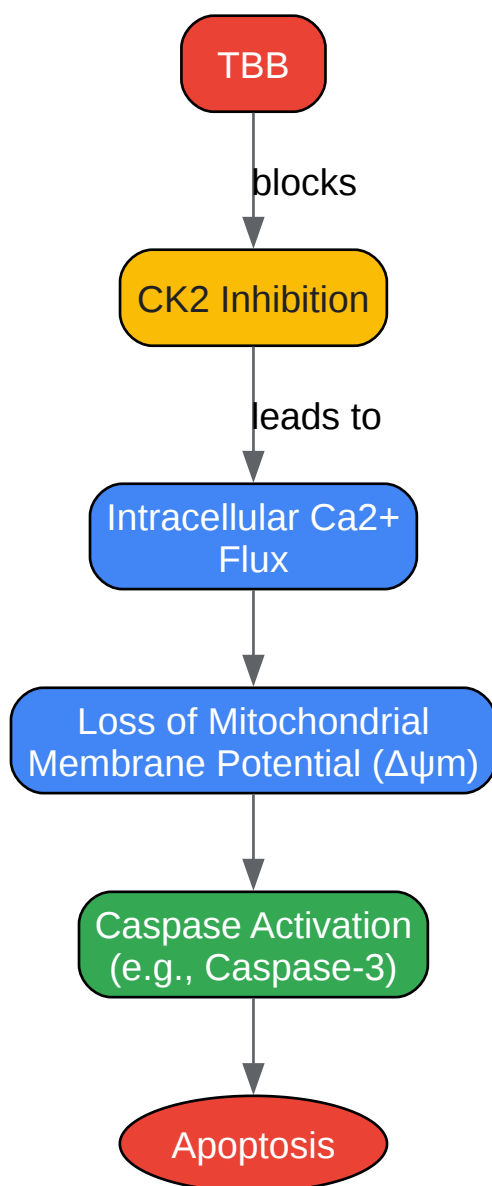 TBB
blocks
CK2 Inhibition
leads to
Intracellular Ca2+
Flux
Loss of Mitochondrial
Membrane Potential (Δψm)
Caspase Activation
(e.g., Caspase-3)
Apoptosis